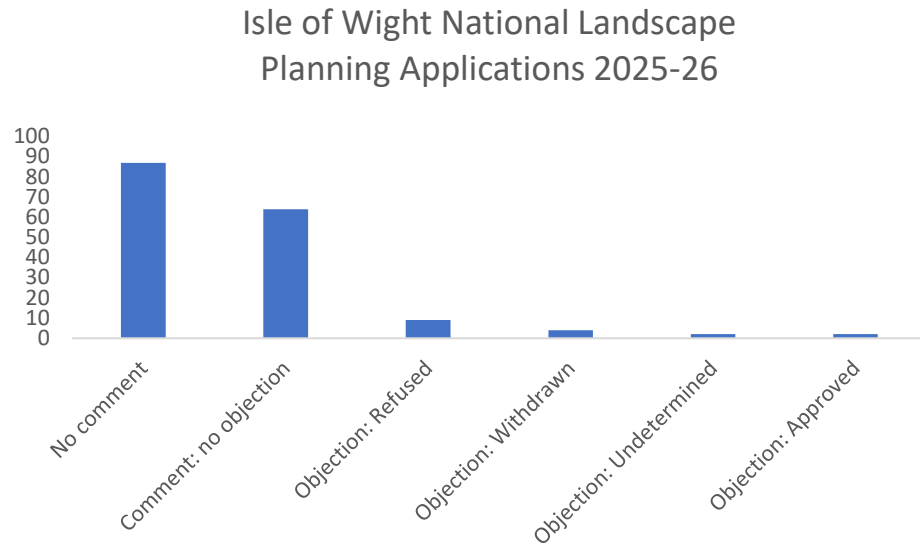 Isle of Wight National Landscape
Planning Applications 2025-26
100
90
80
70
60
50
40
30
20
10
0
No comment
Comment: no objection
Objection: Refused
Objection: Withdrawn
Objection: Undetermined
Objection: Approved